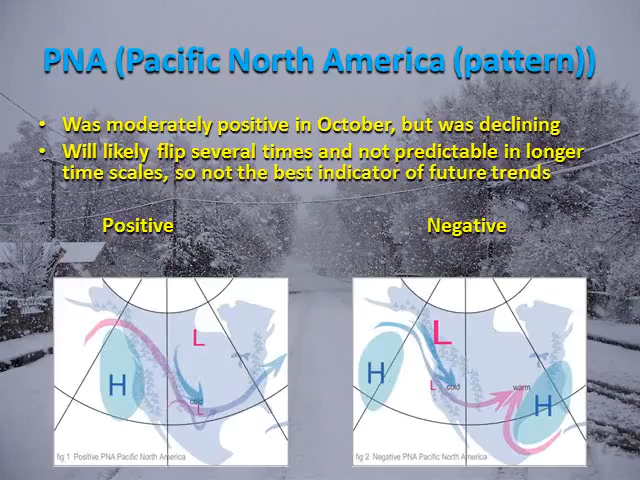 PNA (Pacific North America (pattern))
• Was moderately positive in October, but was declining
• Will likely flip several times and not predictable in longer
time scales, so not the best indicator of future trends
Positive
Negative
L
H
cold
L
fig 1 Positive PNA Pacific North America
L
H
L cold
warm
H
fig 2 Negative PNA Pacific North America